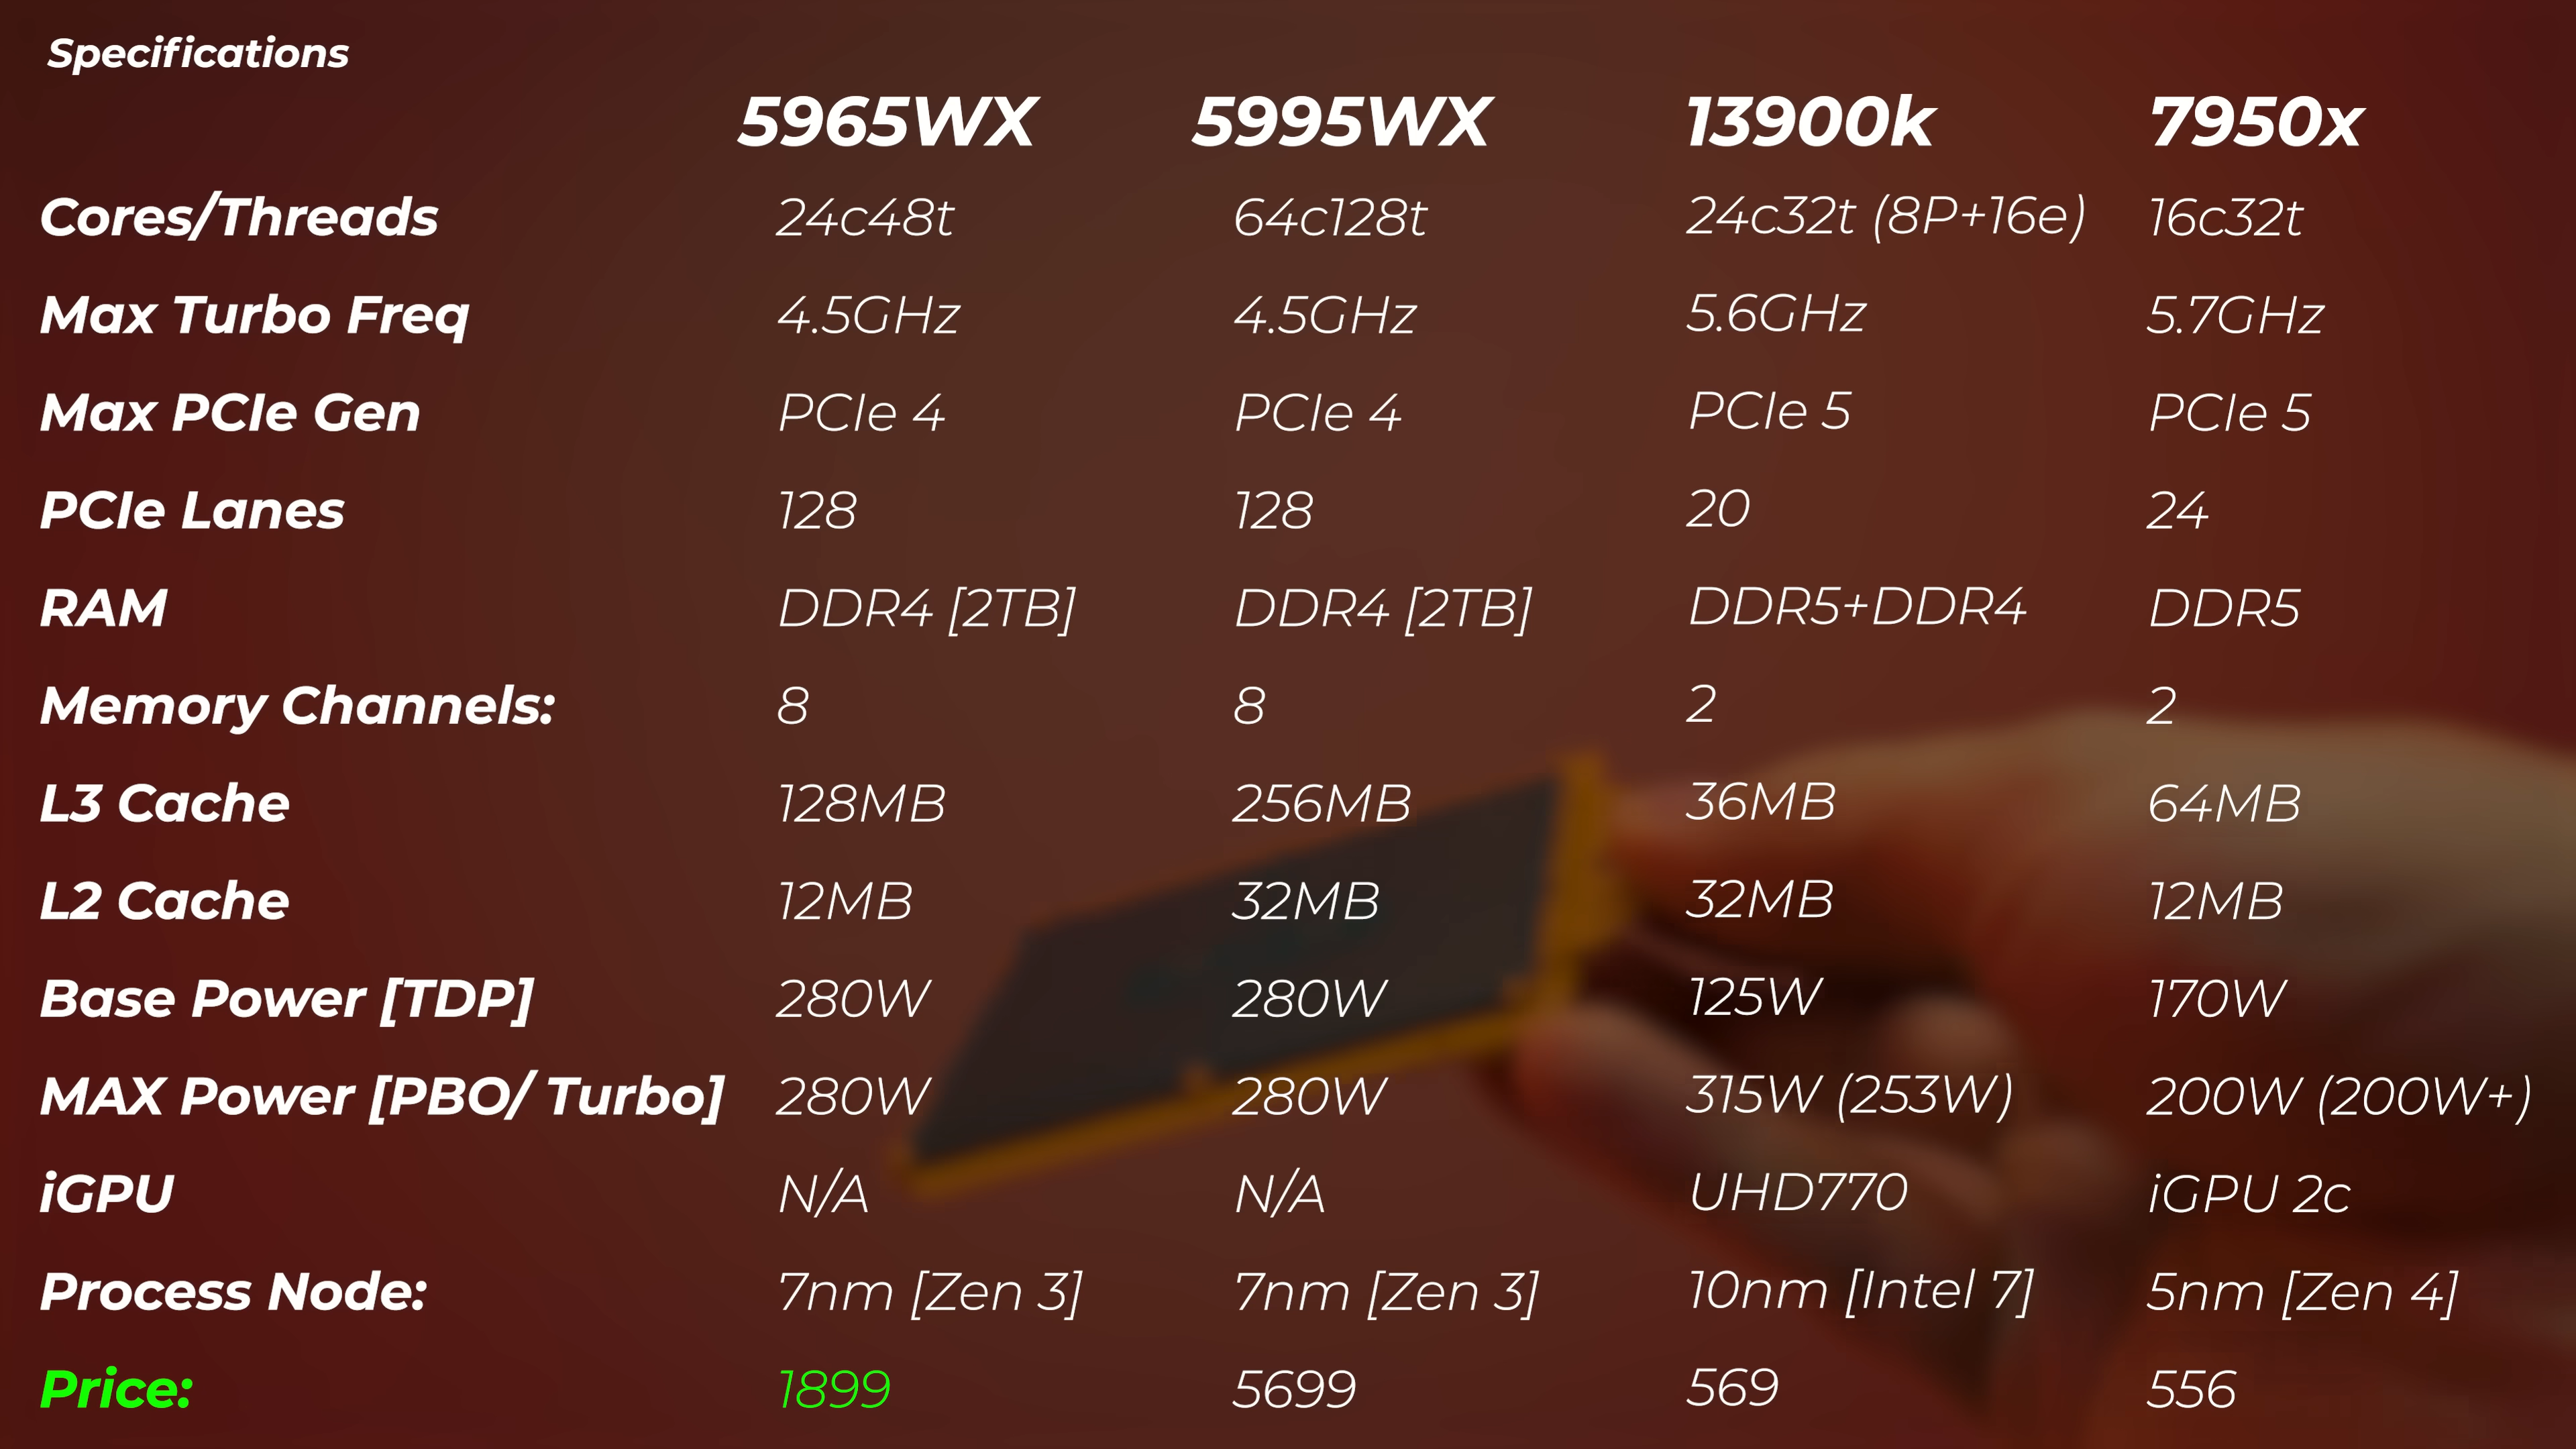 Specifications
5965WX 5995WX 13900k 7950x
Cores/Threads 24c48t 64c128t 24c32t (8P+16e) 16c32t
Max Turbo Freq 4.5GHz 4.5GHz 5.6GHz 5.7GHz
Max PCIe Gen PCIe 4 PCIe 4 PCIe 5 PCIe 5
PCIe Lanes 128 128 20 24
RAM DDR4 [2TB] DDR4 [2TB] DDR5+DDR4 DDR5
Memory Channels: 8 8 2 2
L3 Cache 128MB 256MB 36MB 64MB
L2 Cache 12MB 32MB 32MB 12MB
Base Power [TDP] 280W 280W 125W 170W
MAX Power [PBO/ Turbo] 280W 280W 315W (253W) 200W (200W+)
iGPU N/A N/A UHD770 iGPU 2c
Process Node: 7nm [Zen 3] 7nm [Zen 3] 10nm [Intel 7] 5nm [Zen 4]
Price: 1899 5699 569 556